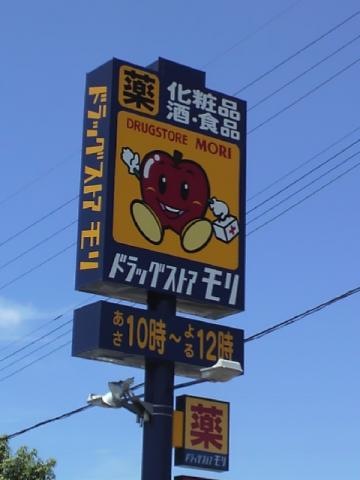 ドラッグストア モリ
薬
化粧品
酒・食品
DRUGSTORE MORI
ドラッグストア モリ
あさ10時〜よる12時
薬
ドラッグストア モリ